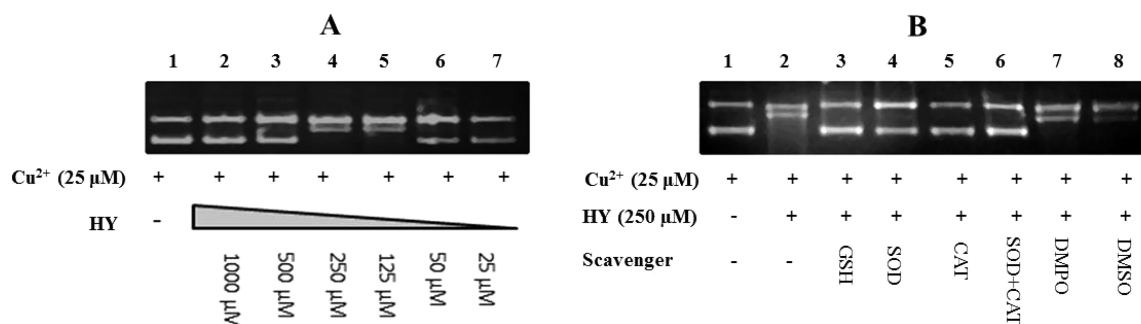 A
1 2 3 4 5 6 7
Cu²⁺ (25 μM) + + + + + + +
HY -
1000 μM
500 μM
250 μM
125 μM
50 μM
25 μM
B
1 2 3 4 5 6 7 8
Cu²⁺ (25 μM) + + + + + + + +
HY (250 μM) - + + + + + + +
Scavenger - - GSH SOD CAT SOD+CAT DMPO DMSO